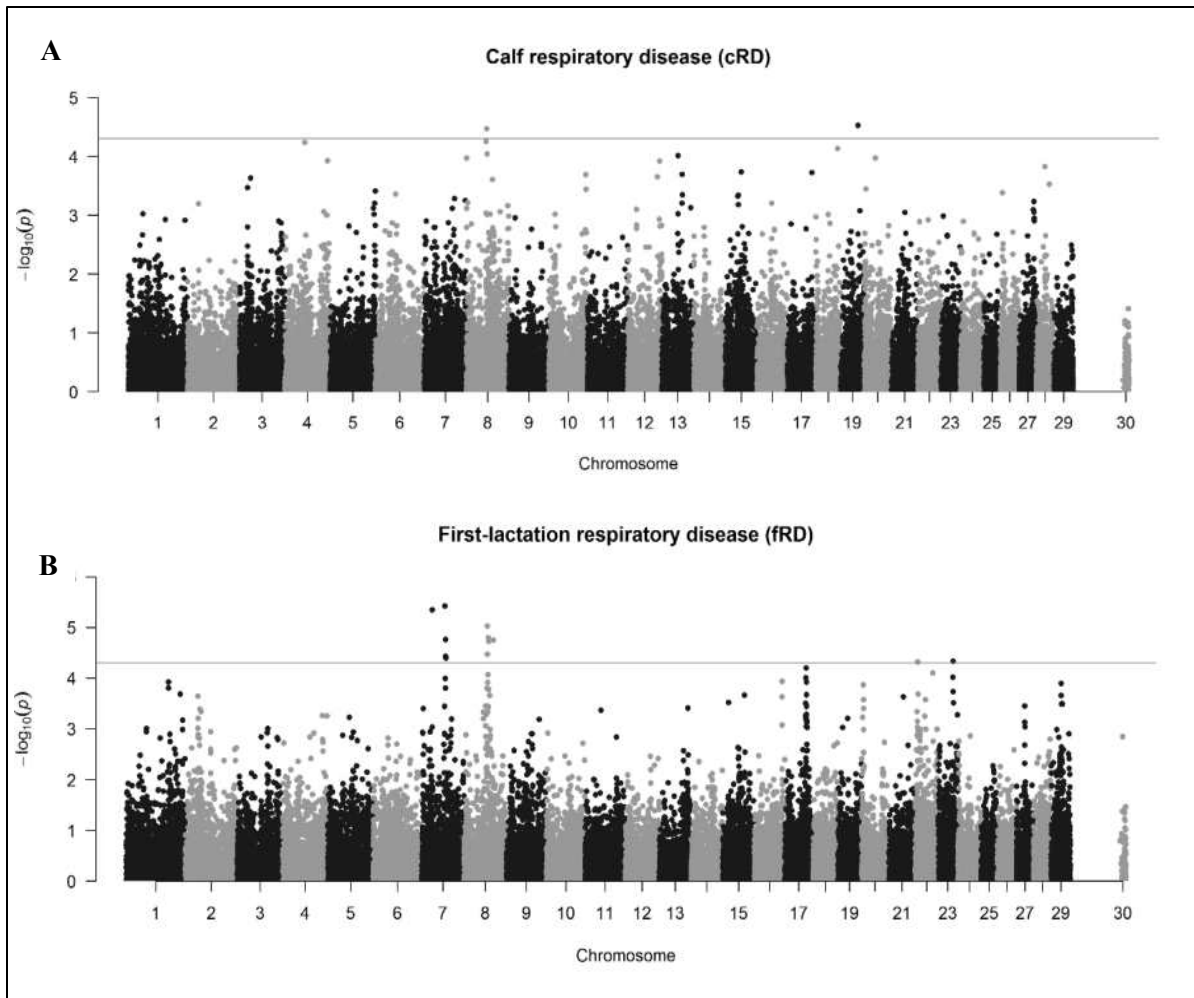 A
Calf respiratory disease (cRD)
5
4
3
2
1
0
−log10(p)
1 2 3 4 5 6 7 8 9 10 11 12 13 15 17 19 21 23 25 27 29 30
Chromosome
First-lactation respiratory disease (fRD)
B
5
4
3
2
1
0
−log10(p)
1 2 3 4 5 6 7 8 9 10 11 12 13 15 17 19 21 23 25 27 29 30
Chromosome